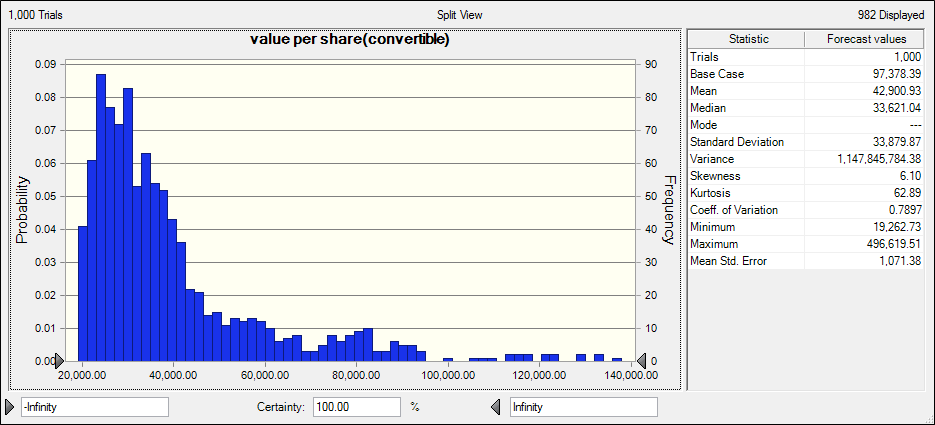 1,000 Trials Split View 982 Displayed
value per share(convertible)
Probability
0.09
0.08
0.07
0.06
0.05
0.04
0.03
0.02
0.01
0.00
90
80
70
60
50
40
30
20
10
0
Frequency
20,000.00 40,000.00 60,000.00 80,000.00 100,000.00 120,000.00 140,000.00
Statistic Forecast values
Trials 1,000
Base Case 97,378.39
Mean 42,900.93
Median 33,621.04
Mode ---
Standard Deviation 33,879.87
Variance 1,147,845,784.38
Skewness 6.10
Kurtosis 62.89
Coeff. of Variation 0.7897
Minimum 19,262.73
Maximum 496,619.51
Mean Std. Error 1,071.38
-Infinity Certainty: 100.00 % Infinity